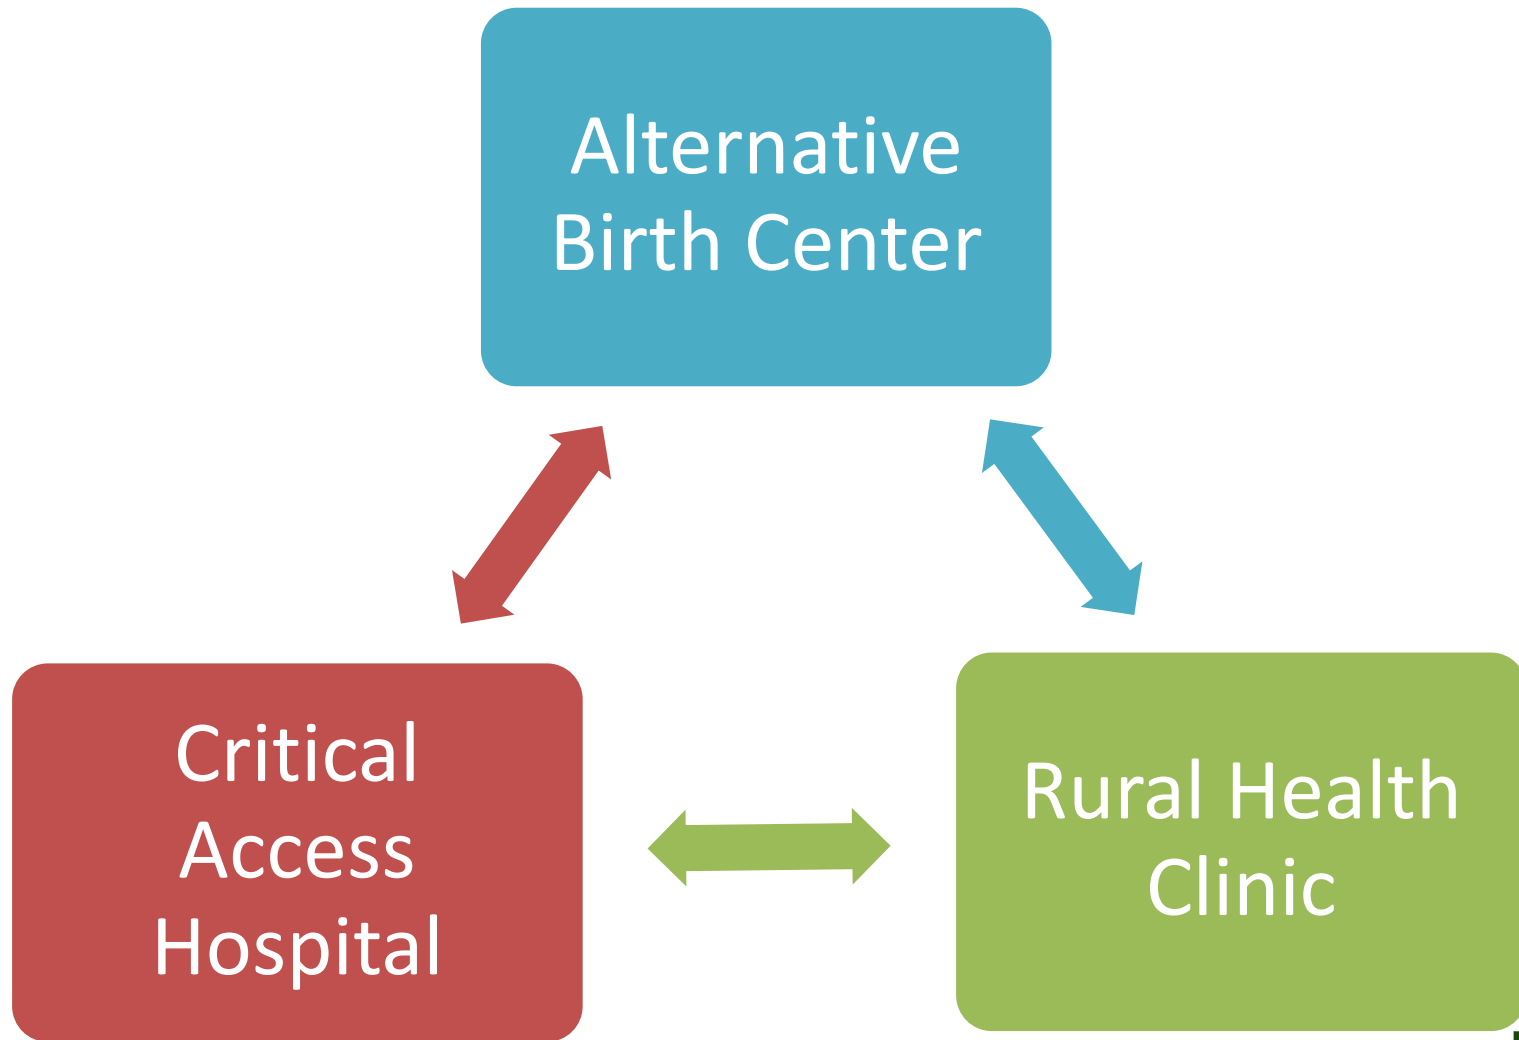 Alternative
Birth Center
Critical
Access
Hospital
Rural Health
Clinic